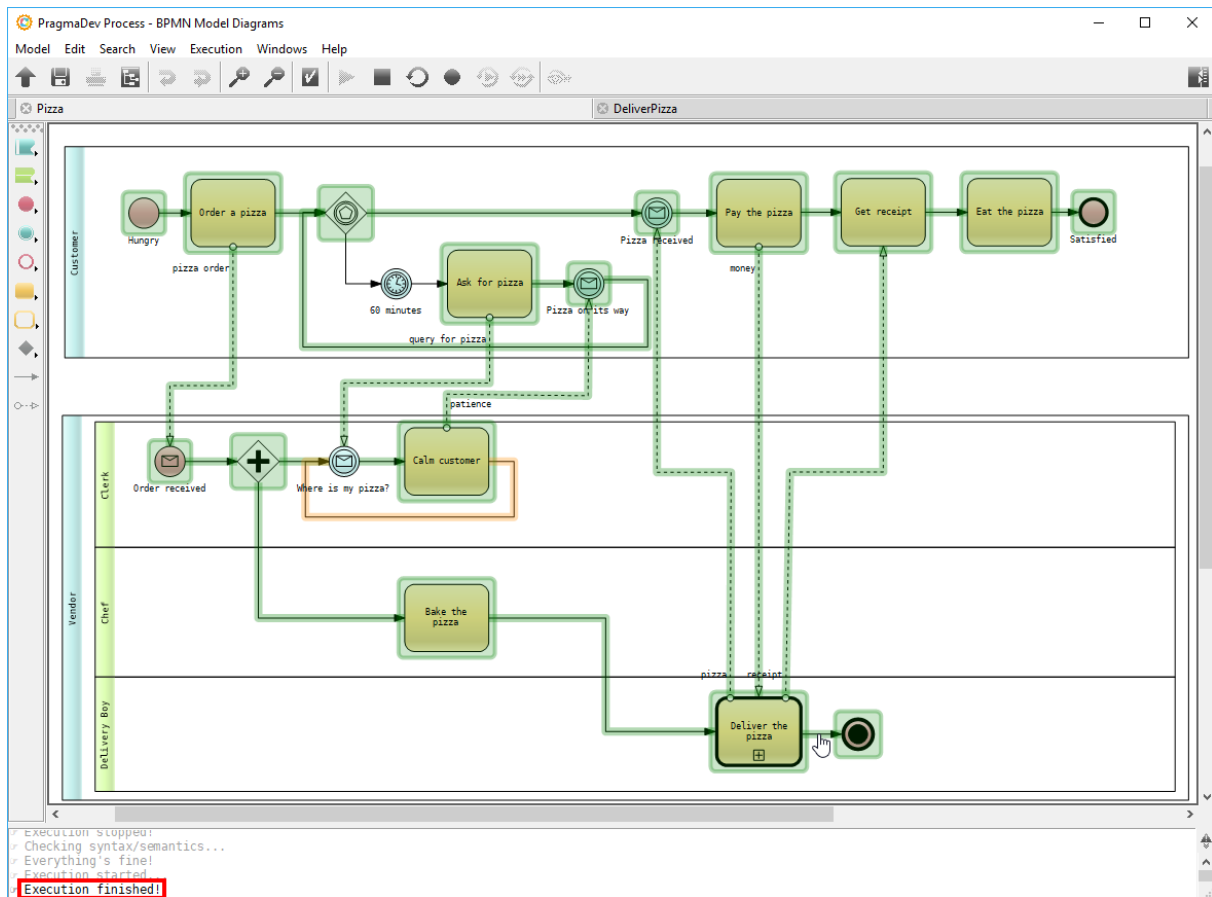 PragmaDev Process - BPMN Model Diagrams
Model Edit Search View Execution Windows Help
Pizza
DeliverPizza
Customer
Hungry
Order a pizza
pizza order
60 minutes
Ask for pizza
query for pizza
Pizza on its way
Pizza received
Pay the pizza
money
Get receipt
Eat the pizza
Satisfied
patience
Vendor
Clerk
Order received
Where is my pizza?
Calm customer
Chef
Bake the
pizza
Delivery Boy
pizza
receipt
Deliver the
pizza
Execution stopped!
Checking syntax/semantics...
Everything's fine!
Execution started...
Execution finished!